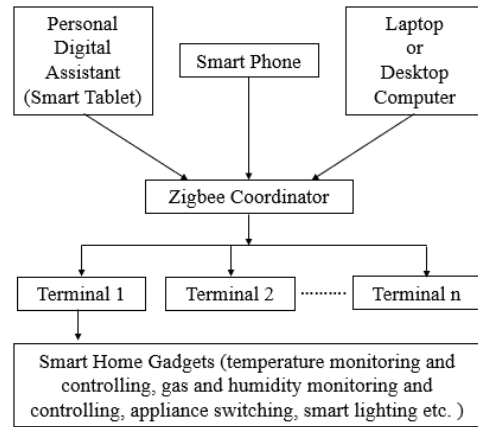 Personal
Digital
Assistant
(Smart Tablet)
Smart Phone
Laptop
or
Desktop
Computer
Zigbee Coordinator
Terminal 1
Terminal 2
..........
Terminal n
Smart Home Gadgets (temperature monitoring and
controlling, gas and humidity monitoring and
controlling, appliance switching, smart lighting etc. )